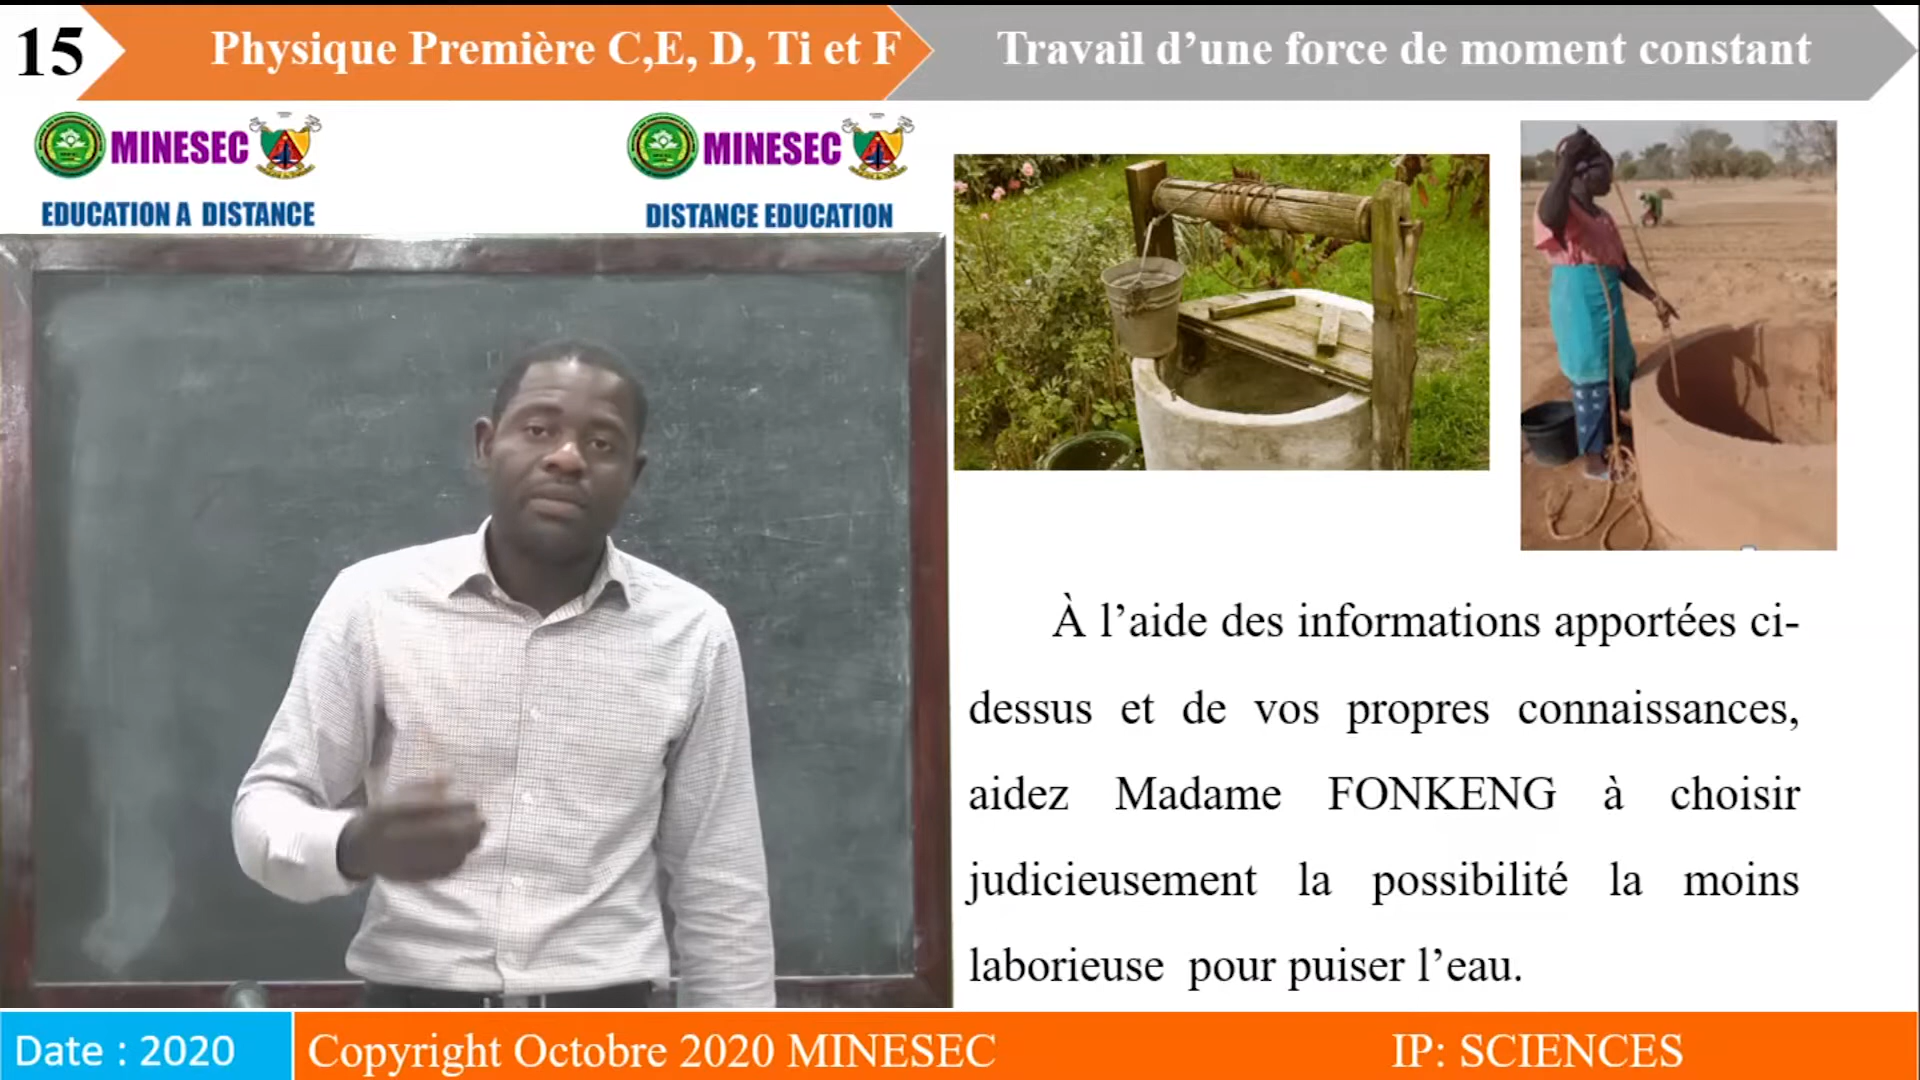 15
Physique Première C,E, D, Ti et F
Travail d’une force de moment constant
MINESEC
EDUCATION A DISTANCE
MINESEC
DISTANCE EDUCATION
À l’aide des informations apportées ci-
dessus et de vos propres connaissances,
aidez Madame FONKENG à choisir
judicieusement la possibilité la moins
laborieuse pour puiser l’eau.
Date : 2020
Copyright Octobre 2020 MINESEC
IP: SCIENCES